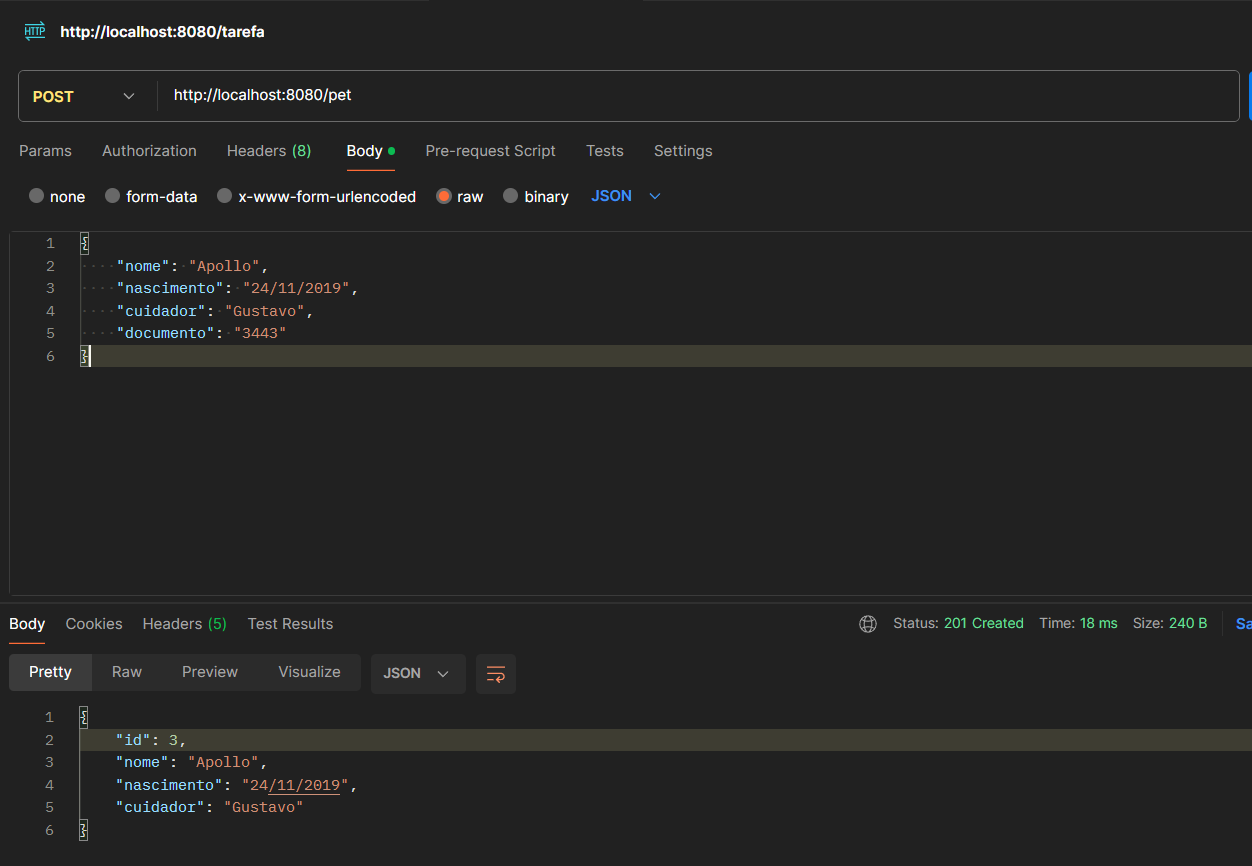 HTTP http://localhost:8080/tarefa
POST http://localhost:8080/pet
Params Authorization Headers (8) Body Pre-request Script Tests Settings
none form-data x-www-form-urlencoded raw binary JSON
1 {
2 "nome": "Apollo",
3 "nascimento": "24/11/2019",
4 "cuidador": "Gustavo",
5 "documento": "3443"
6 }
Body Cookies Headers (5) Test Results Status: 201 Created Time: 18 ms Size: 240 B Sa
Pretty Raw Preview Visualize JSON
1 {
2 "id": 3,
3 "nome": "Apollo",
4 "nascimento": "24/11/2019",
5 "cuidador": "Gustavo"
6 }